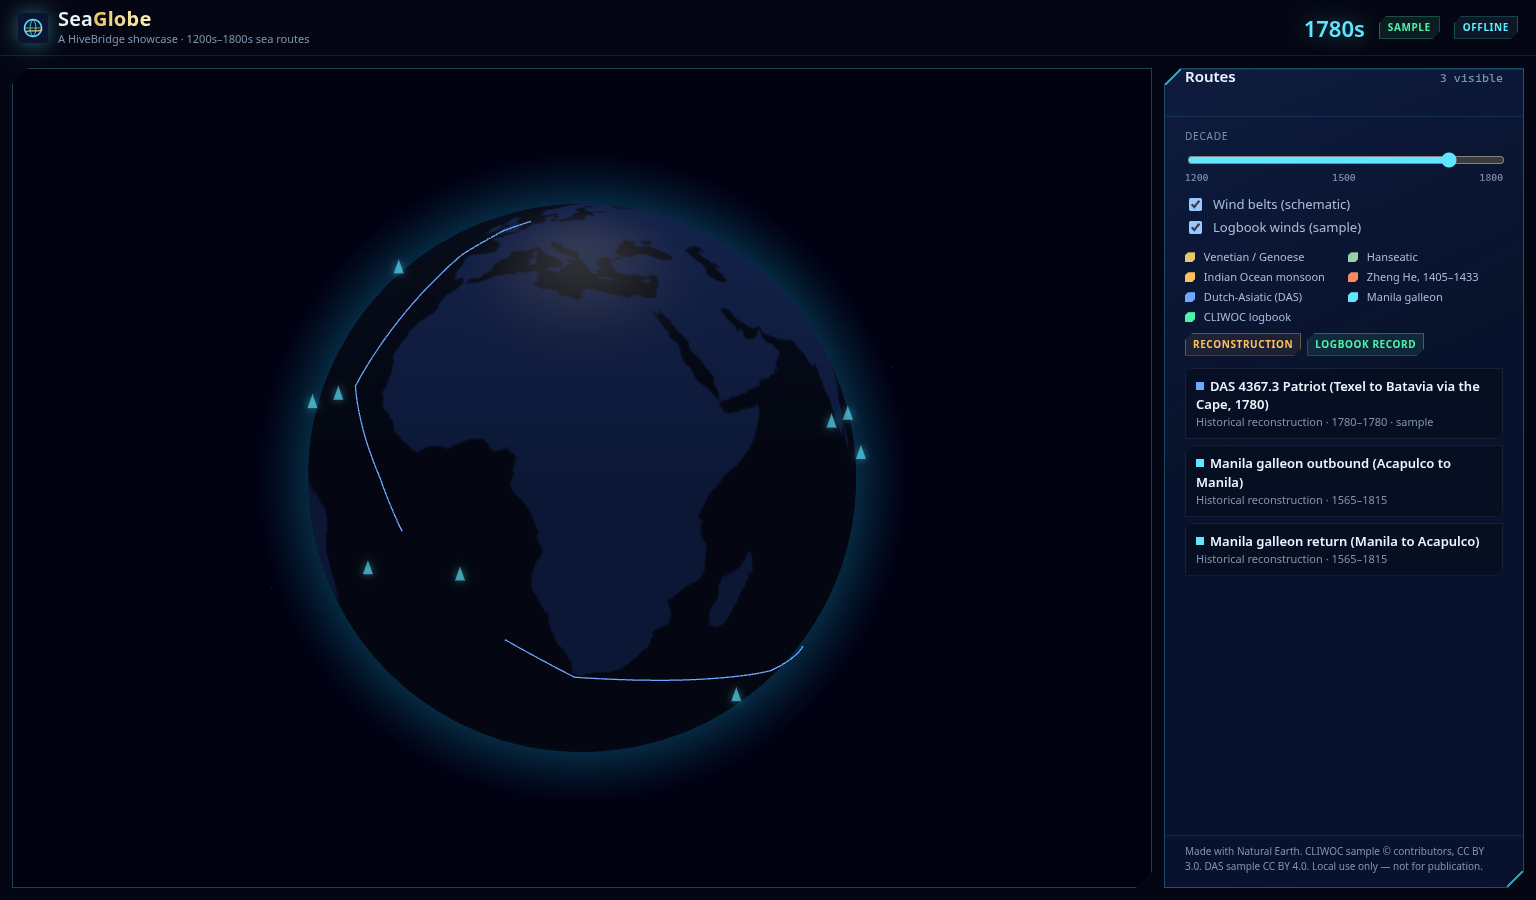 SeaGlobe
A HiveBridge showcase · 1200s–1800s sea routes
1780s
SAMPLE
OFFLINE
Routes
3 visible
DECADE
1200 1500 1800
Wind belts (schematic)
Logbook winds (sample)
Venetian / Genoese
Hanseatic
Indian Ocean monsoon
Zheng He, 1405–1433
Dutch-Asiatic (DAS)
Manila galleon
CLIWOC logbook
RECONSTRUCTION
LOGBOOK RECORD
DAS 4367.3 Patriot (Texel to Batavia via the
Cape, 1780)
Historical reconstruction · 1780–1780 · sample
Manila galleon outbound (Acapulco to
Manila)
Historical reconstruction · 1565–1815
Manila galleon return (Manila to Acapulco)
Historical reconstruction · 1565–1815
Made with Natural Earth. CLIWOC sample © contributors, CC BY
3.0. DAS sample CC BY 4.0. Local use only — not for publication.